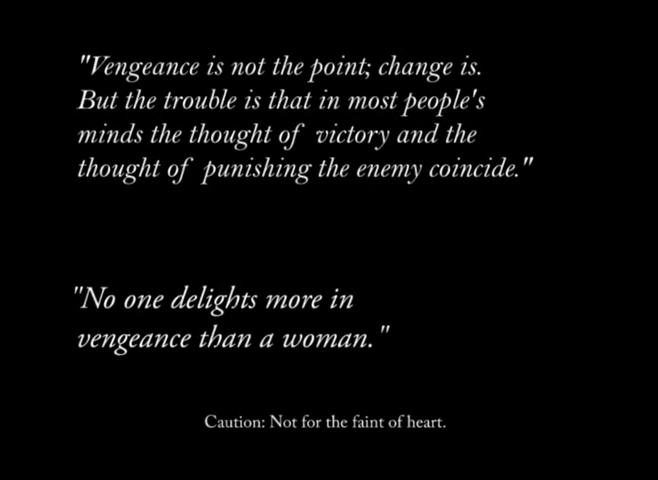 "Vengeance is not the point; change is.
But the trouble is that in most people's
minds the thought of victory and the
thought of punishing the enemy coincide."
"No one delights more in
vengeance than a woman."
Caution: Not for the faint of heart.